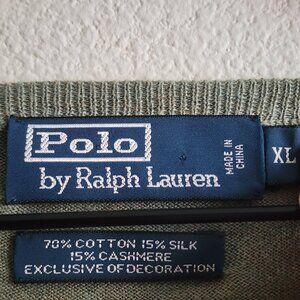 Polo
by Ralph Lauren
MADE IN
CHINA
XL
70% COTTON 15% SILK
15% CASHMERE
EXCLUSIVE OF DECORATION